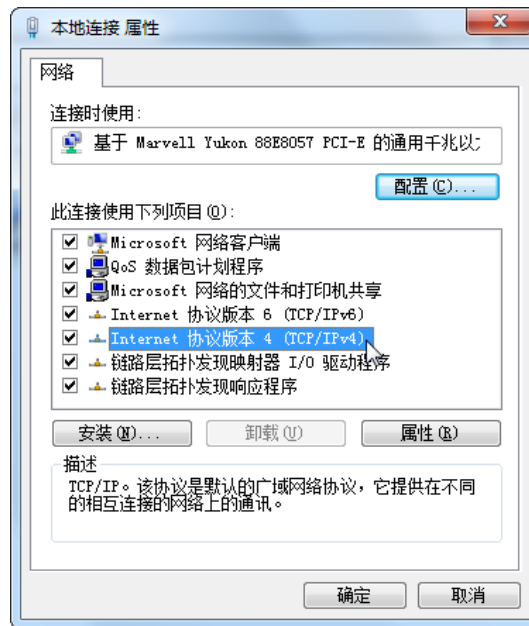 本地连接 属性
网络
连接时使用:
基于 Marvell Yukon 88E8057 PCI-E 的通用千兆以
配置(C)...
此连接使用下列项目(O):
Microsoft 网络客户端
QoS 数据包计划程序
Microsoft 网络的文件和打印机共享
Internet 协议版本 6 (TCP/IPv6)
Internet 协议版本 4 (TCP/IPv4)
链路层拓扑发现映射器 I/O 驱动程序
链路层拓扑发现响应程序
安装(N)... 卸载(U) 属性(R)
描述
TCP/IP。该协议是默认的广域网络协议，它提供在不同
的相互连接的网络上的通讯。
确定 取消